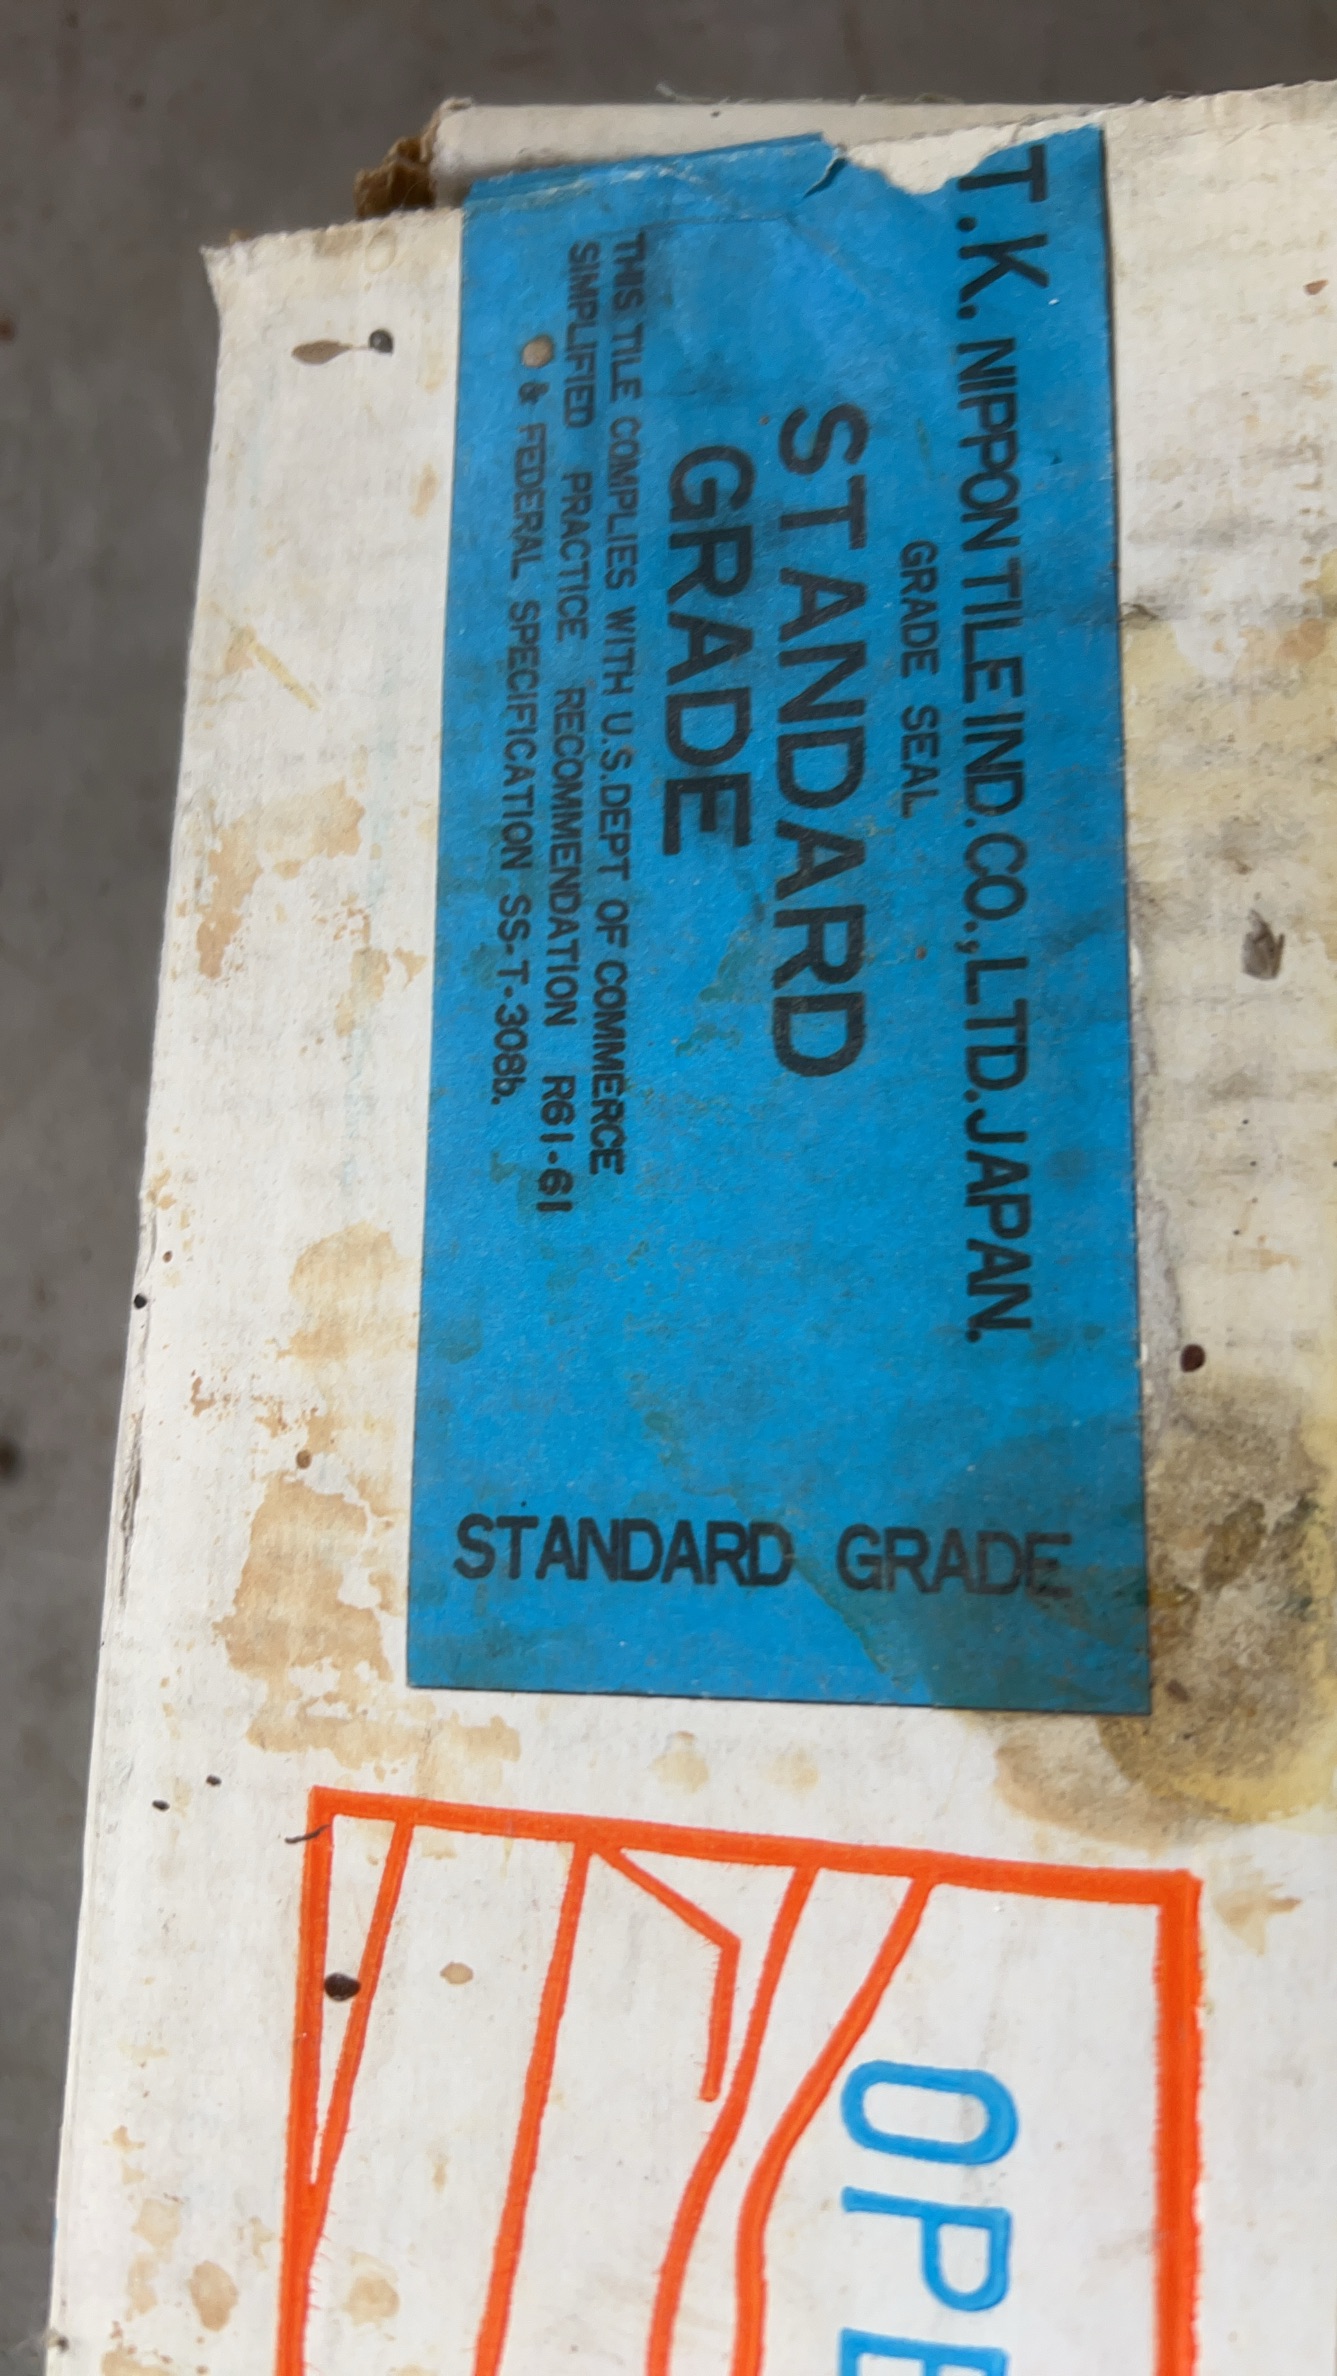 T.K. NIPPON TILE IND. CO., LTD. JAPAN.
GRADE SEAL
STANDARD
GRADE
THIS TILE COMPLIES WITH U.S. DEPT OF COMMERCE
SIMPLIFIED PRACTICE RECOMMENDATION R61-61
& FEDERAL SPECIFICATION SS-T-308b.
STANDARD GRADE
OPE